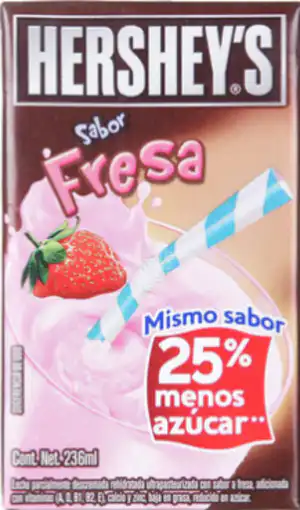 HERSHEY'S®
Sabor
Fresa
Mismo sabor
25%
menos
azúcar**
Cont. Net. 236ml
Leche parcialmente descremada rehidratada ultrapasteurizada con sabor a fresa, adicionada
con vitaminas (A, D, B1, B2, E), calcio y zinc, baja en grasa, reducido en azúcar.